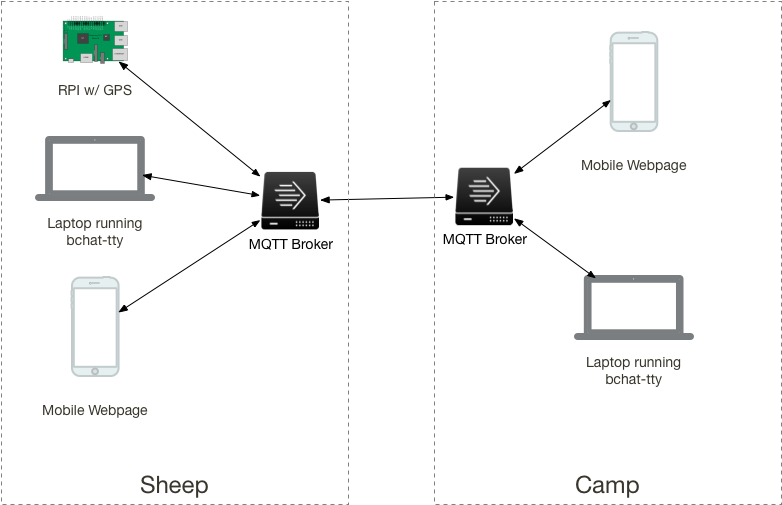 RPI w/ GPS
Laptop running
bchat-tty
MQTT Broker
Mobile Webpage
Sheep
Mobile Webpage
MQTT Broker
Laptop running
bchat-tty
Camp